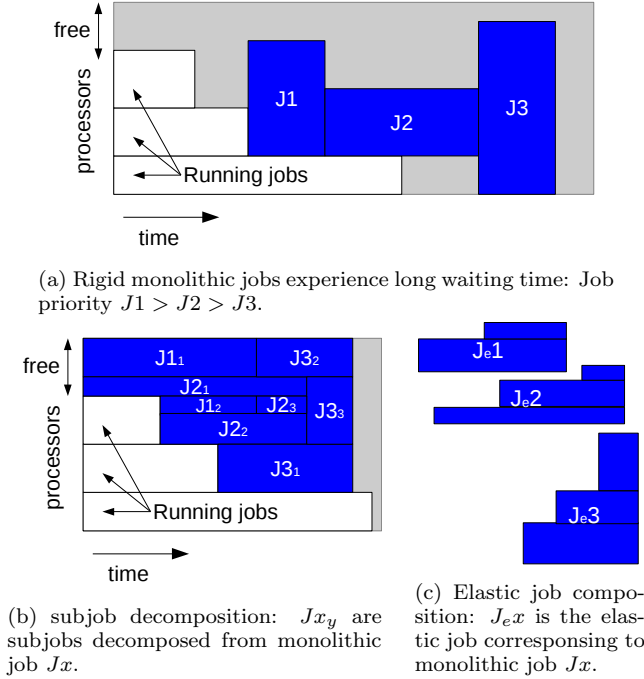 free
processors
J1
J2
J3
Running jobs
time
(a) Rigid monolithic jobs experience long waiting time: Job
priority J1 > J2 > J3.
free
processors
J1₁
J3₂
J2₁
J1₂
J2₃
J3₃
J2₂
J3₁
Running jobs
time
(b) subjob decomposition: Jx_y are
subjobs decomposed from monolithic
job Jx.
Jₑ1
Jₑ2
Jₑ3
(c) Elastic job compo-
sition: Jₑx is the elas-
tic job corresponsing to
monolithic job Jx.